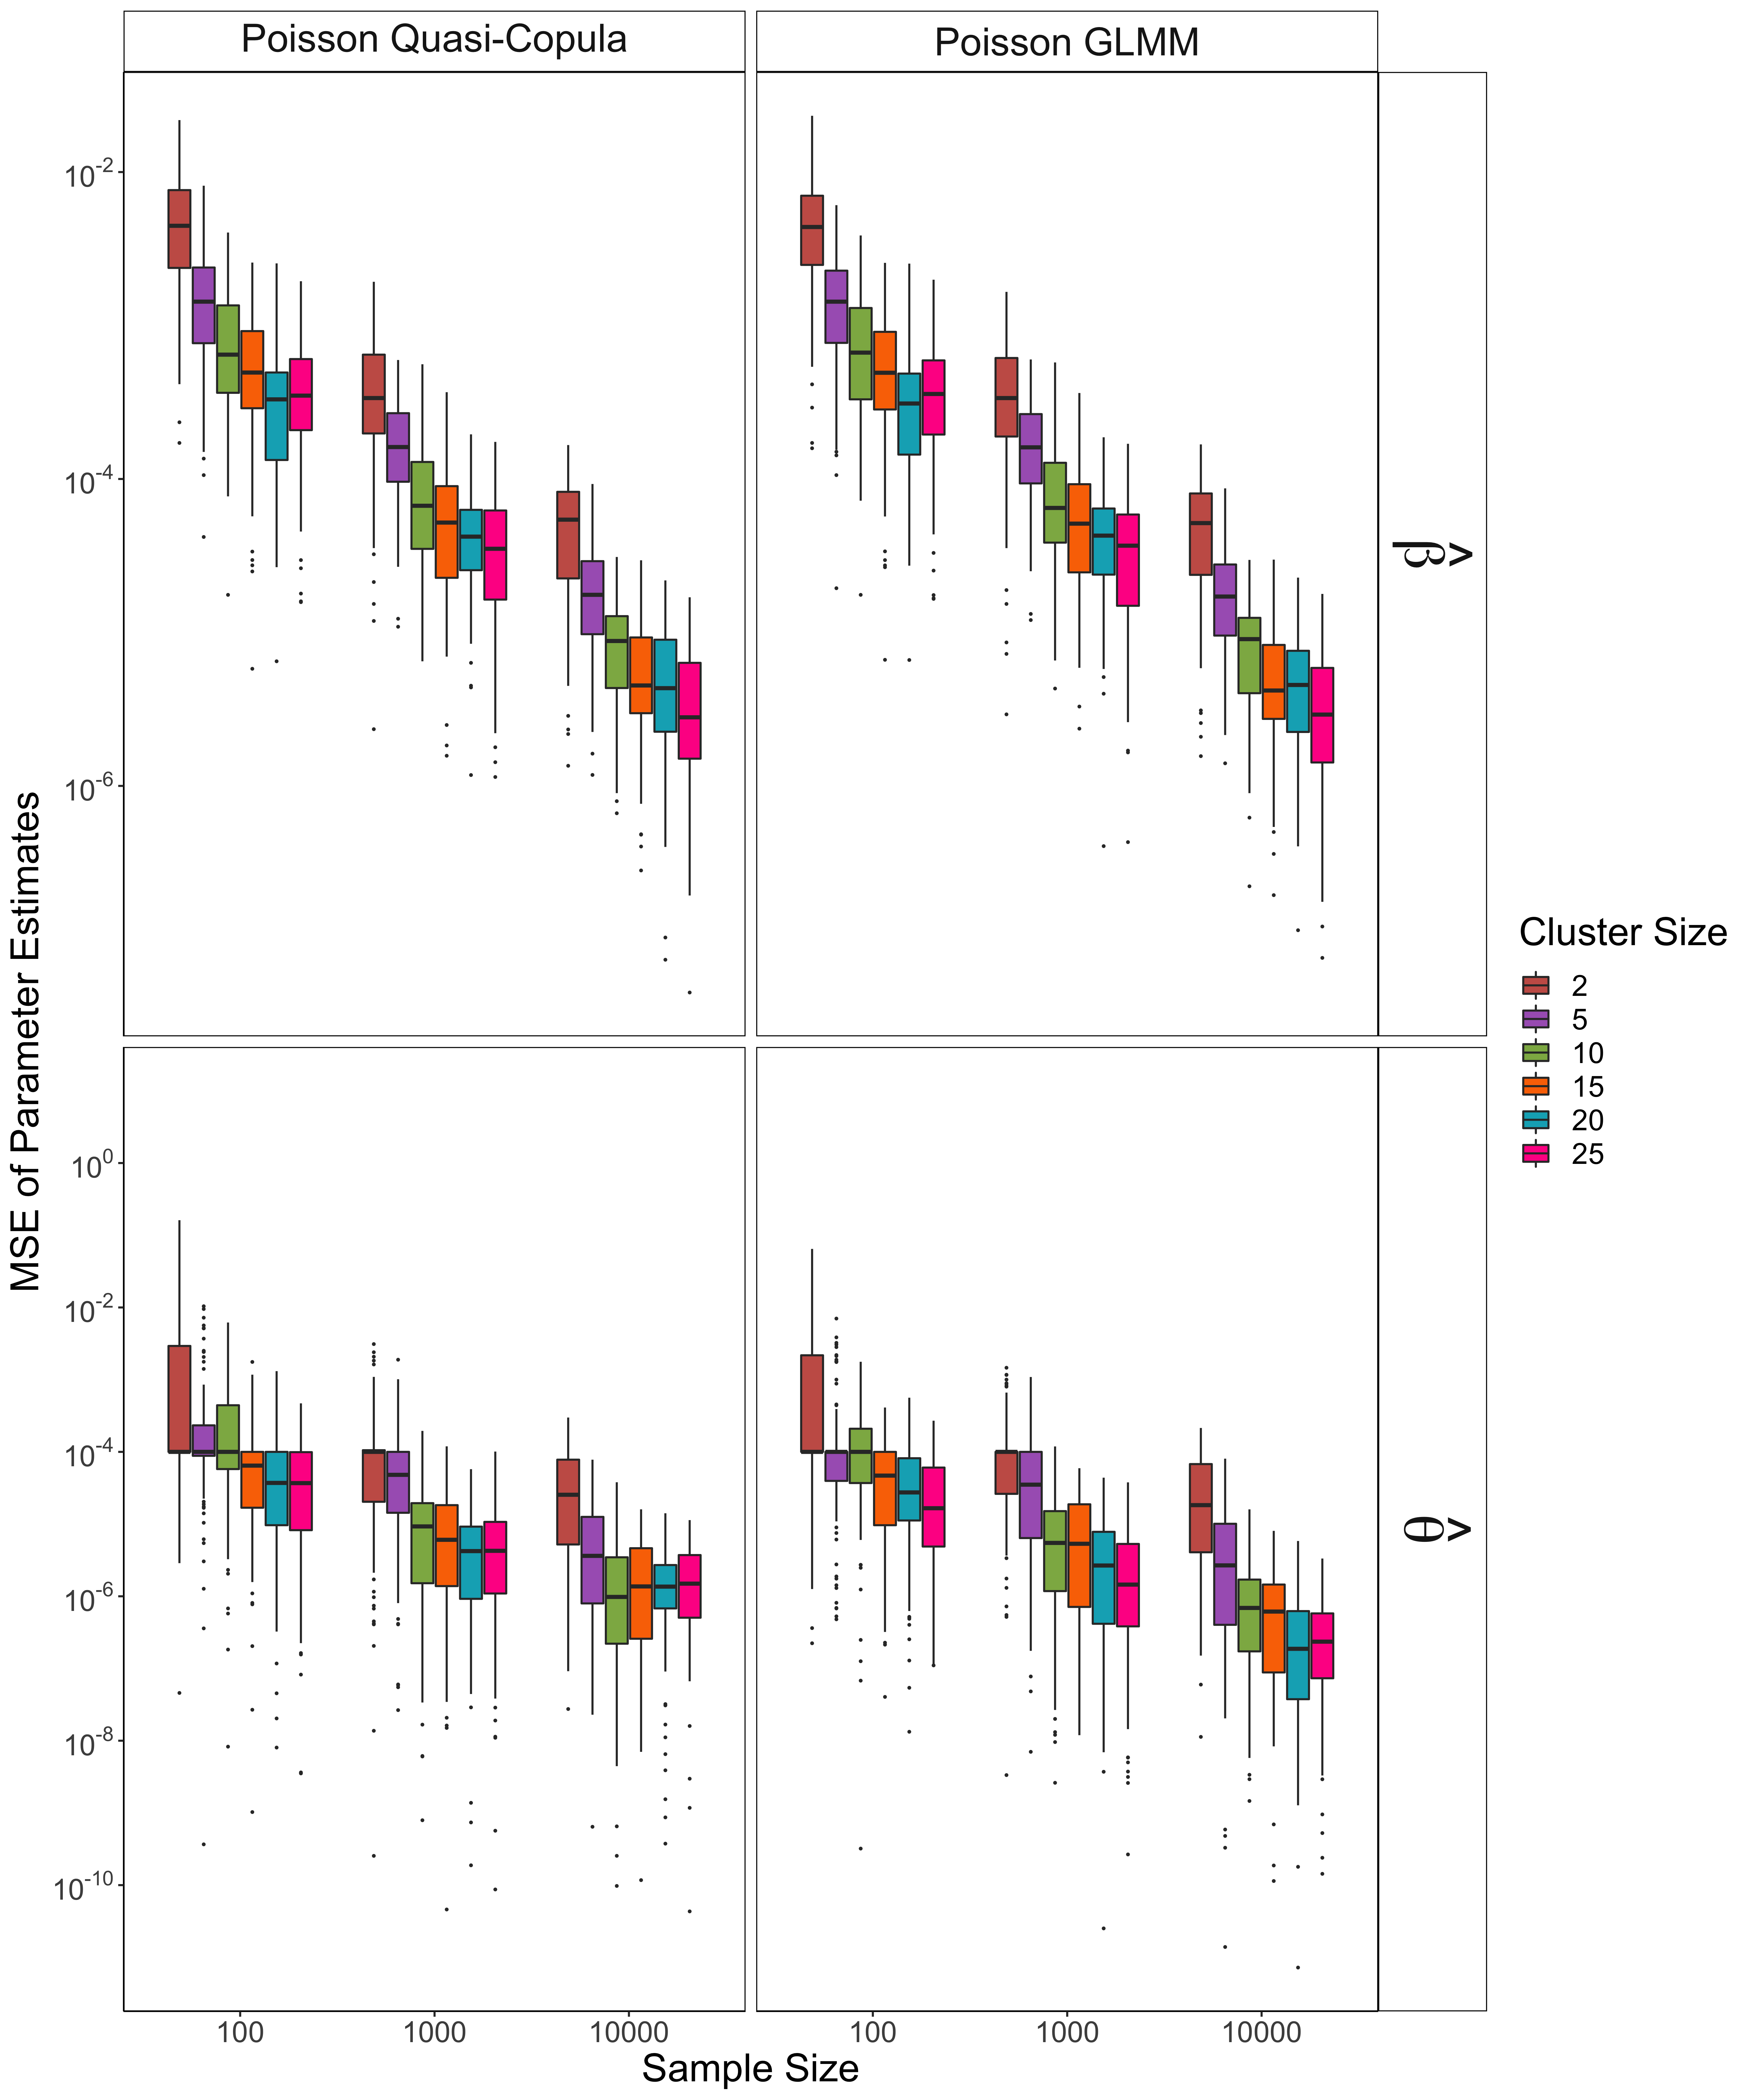 Poisson Quasi-Copula
Poisson GLMM
10⁻²
10⁻⁴
10⁻⁶
β̂
MSE of Parameter Estimates
10⁰
10⁻²
10⁻⁴
10⁻⁶
10⁻⁸
10⁻¹⁰
θ̂
100 1000 10000
100 1000 10000
Sample Size
Cluster Size
2
5
10
15
20
25